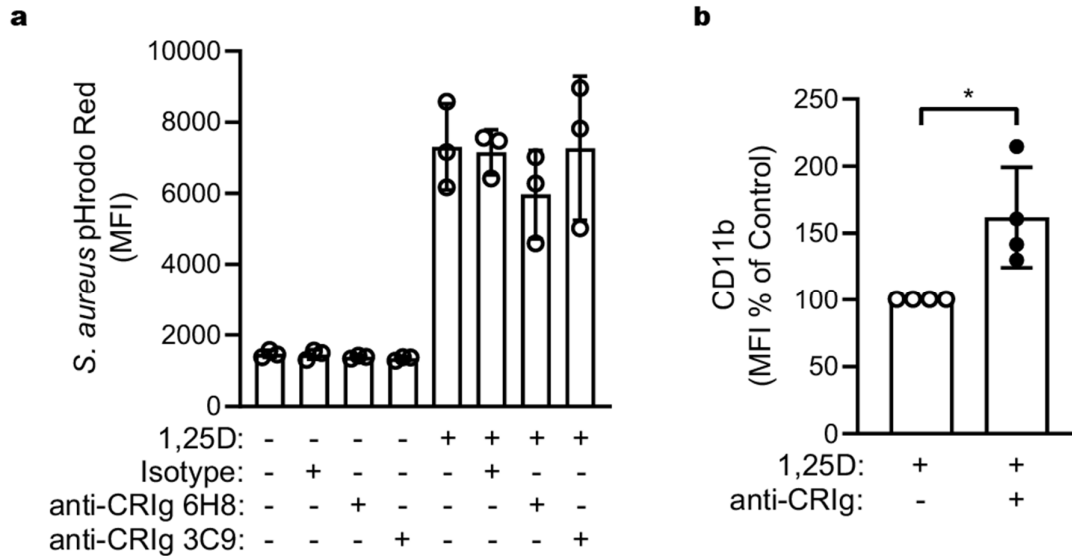 a
S. aureus pHrodo Red
(MFI)
10000
8000
6000
4000
2000
0
1,25D: - - - - + + + +
Isotype: - + - - - + - -
anti-CRIg 6H8: - - + - - - + -
anti-CRIg 3C9: - - - + - - - +
b
CD11b
(MFI % of Control)
250
200
150
100
50
0
*
1,25D: + +
anti-CRIg: - +